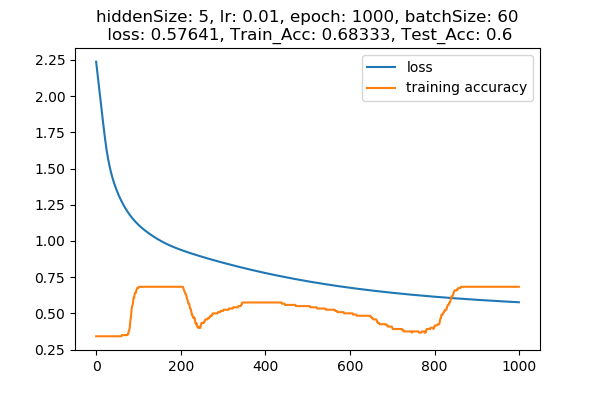 hiddenSize: 5, lr: 0.01, epoch: 1000, batchSize: 60
loss: 0.57641, Train_Acc: 0.68333, Test_Acc: 0.6
loss
training accuracy
2.25
2.00
1.75
1.50
1.25
1.00
0.75
0.50
0.25
0 200 400 600 800 1000